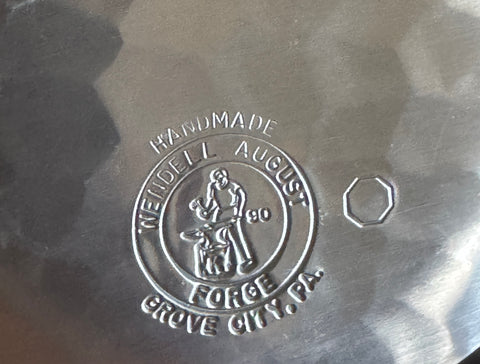 HANDMADE
WENDELL AUGUST
90
FORGE
GROVE CITY, PA.